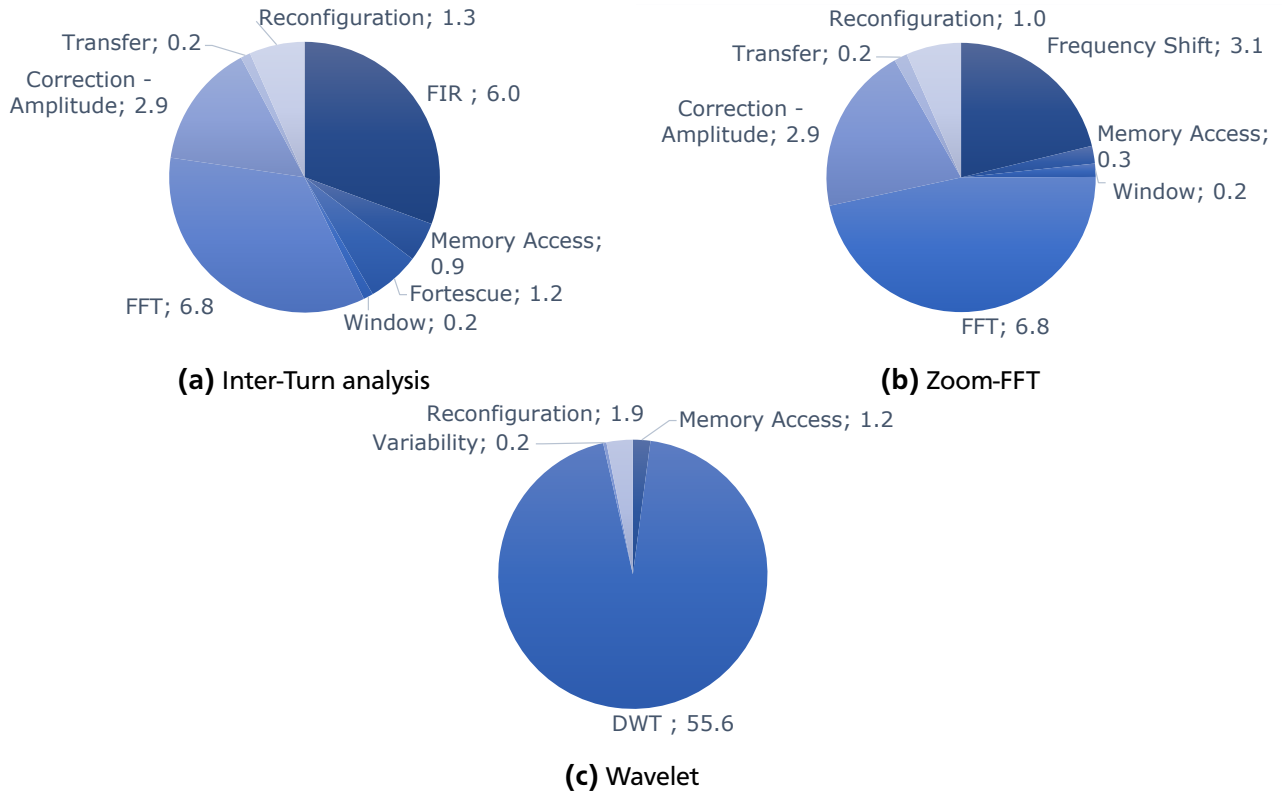 Reconfiguration; 1.3
Transfer; 0.2
Correction -
Amplitude; 2.9
FIR ; 6.0
Memory Access;
0.9
Fortescue; 1.2
Window; 0.2
FFT; 6.8
(a) Inter-Turn analysis
Reconfiguration; 1.0
Frequency Shift; 3.1
Transfer; 0.2
Correction -
Amplitude; 2.9
Memory Access;
0.3
Window; 0.2
FFT; 6.8
(b) Zoom-FFT
Reconfiguration; 1.9
Memory Access; 1.2
Variability; 0.2
DWT ; 55.6
(c) Wavelet